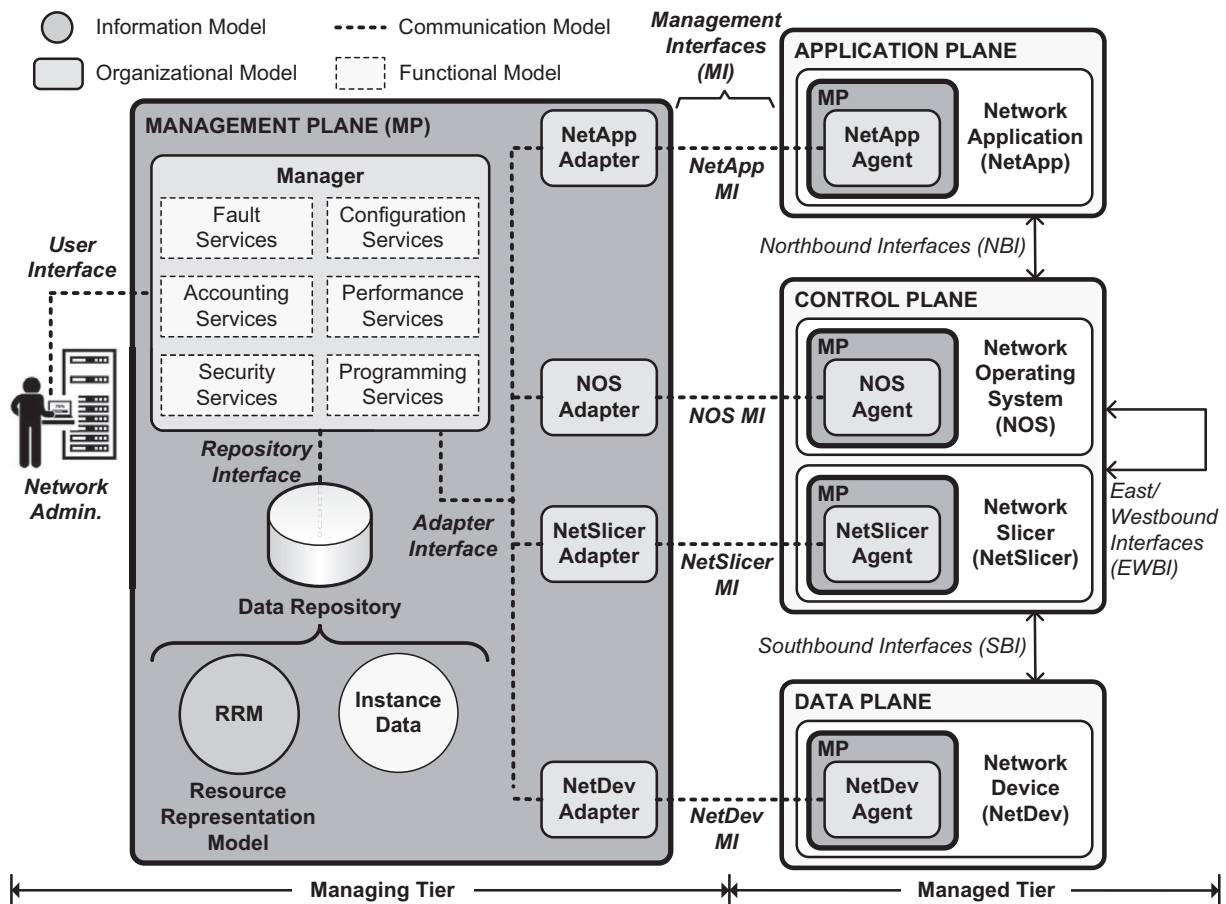 Information Model
Communication Model
Organizational Model
Functional Model
Management
Interfaces
(MI)
MANAGEMENT PLANE (MP)
Manager
Fault
Services
Configuration
Services
Accounting
Services
Performance
Services
Security
Services
Programming
Services
User
Interface
Network
Admin.
Repository
Interface
Adapter
Interface
Data Repository
RRM
Instance
Data
Resource
Representation
Model
NetApp
Adapter
NOS
Adapter
NetSlicer
Adapter
NetDev
Adapter
NetApp
MI
NOS MI
NetSlicer
MI
NetDev
MI
APPLICATION PLANE
MP
NetApp
Agent
Network
Application
(NetApp)
Northbound Interfaces (NBI)
CONTROL PLANE
MP
NOS
Agent
Network
Operating
System
(NOS)
MP
NetSlicer
Agent
Network
Slicer
(NetSlicer)
East/
Westbound
Interfaces
(EWBI)
Southbound Interfaces (SBI)
DATA PLANE
MP
NetDev
Agent
Network
Device
(NetDev)
Managing Tier
Managed Tier